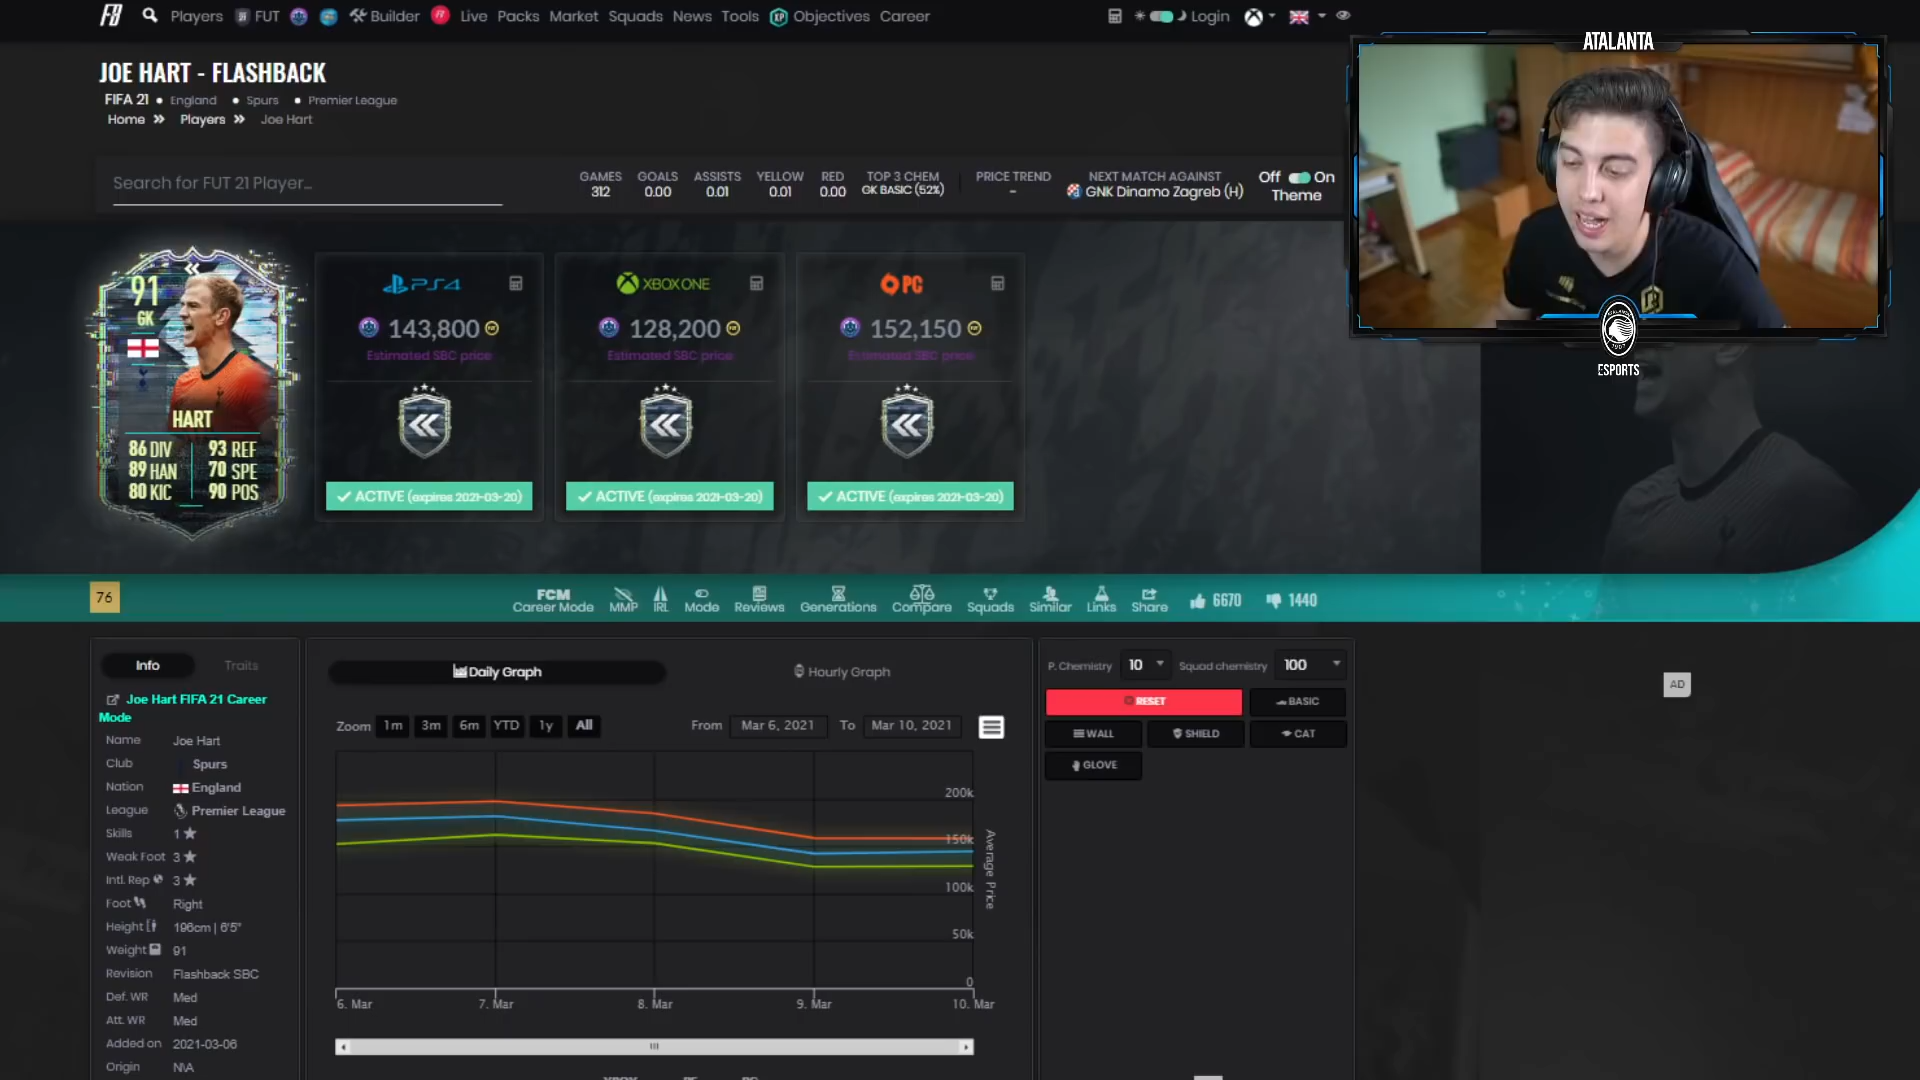 FB Players FUT Builder Live Packs Market Squads News Tools XP Objectives Career Login
ATALANTA
JOE HART - FLASHBACK
FIFA 21 • England • Spurs • Premier League
Home » Players » Joe Hart
Search for FUT 21 Player...
GAMES GOALS ASSISTS YELLOW RED TOP 3 CHEM PRICE TREND NEXT MATCH AGAINST Off On
312 0.00 0.01 0.01 0.00 GK BASIC (52%) - GNK Dinamo Zagreb (H) Theme
91
GK
HART
86 DIV 93 REF
89 HAN 70 SPE
80 KIC 90 POS
PS4 XBOX ONE PC
143,800 128,200 152,150
Estimated SBC price Estimated SBC price Estimated SBC price
ACTIVE (expires 2021-03-20) ACTIVE (expires 2021-03-20) ACTIVE (expires 2021-03-20)
1907
ESPORTS
76
FCM
Career Mode MMP IRL Mode Reviews Generations Compare Squads Similar Links Share 6670 1440
Info Traits
Joe Hart FIFA 21 Career
Mode
Name Joe Hart
Club Spurs
Nation England
League Premier League
Skills 1
Weak Foot 3
Intl. Rep 3
Foot Right
Height 196cm | 6'5"
Weight 91
Revision Flashback SBC
Def. WR Med
Att. WR Med
Added on 2021-03-06
Origin N\A
Daily Graph Hourly Graph
Zoom 1m 3m 6m YTD 1y All From Mar 6, 2021 To Mar 10, 2021
200k
150k
100k
50k
0
Average Price
6. Mar 7. Mar 8. Mar 9. Mar 10. Mar
P. Chemistry 10 Squad chemistry 100
RESET BASIC
WALL SHIELD CAT
GLOVE
AD